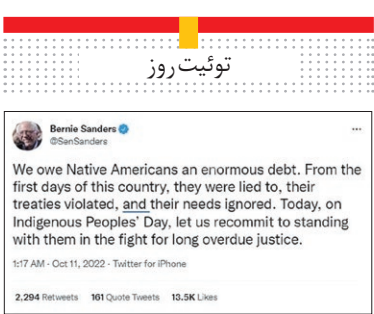 توئیت روز
Bernie Sanders
@SenSanders
We owe Native Americans an enormous debt. From the
first days of this country, they were lied to, their
treaties violated, and their needs ignored. Today, on
Indigenous Peoples' Day, let us recommit to standing
with them in the fight for long overdue justice.
1:17 AM · Oct 11, 2022 · Twitter for iPhone
2,294 Retweets 161 Quote Tweets 13.5K Likes